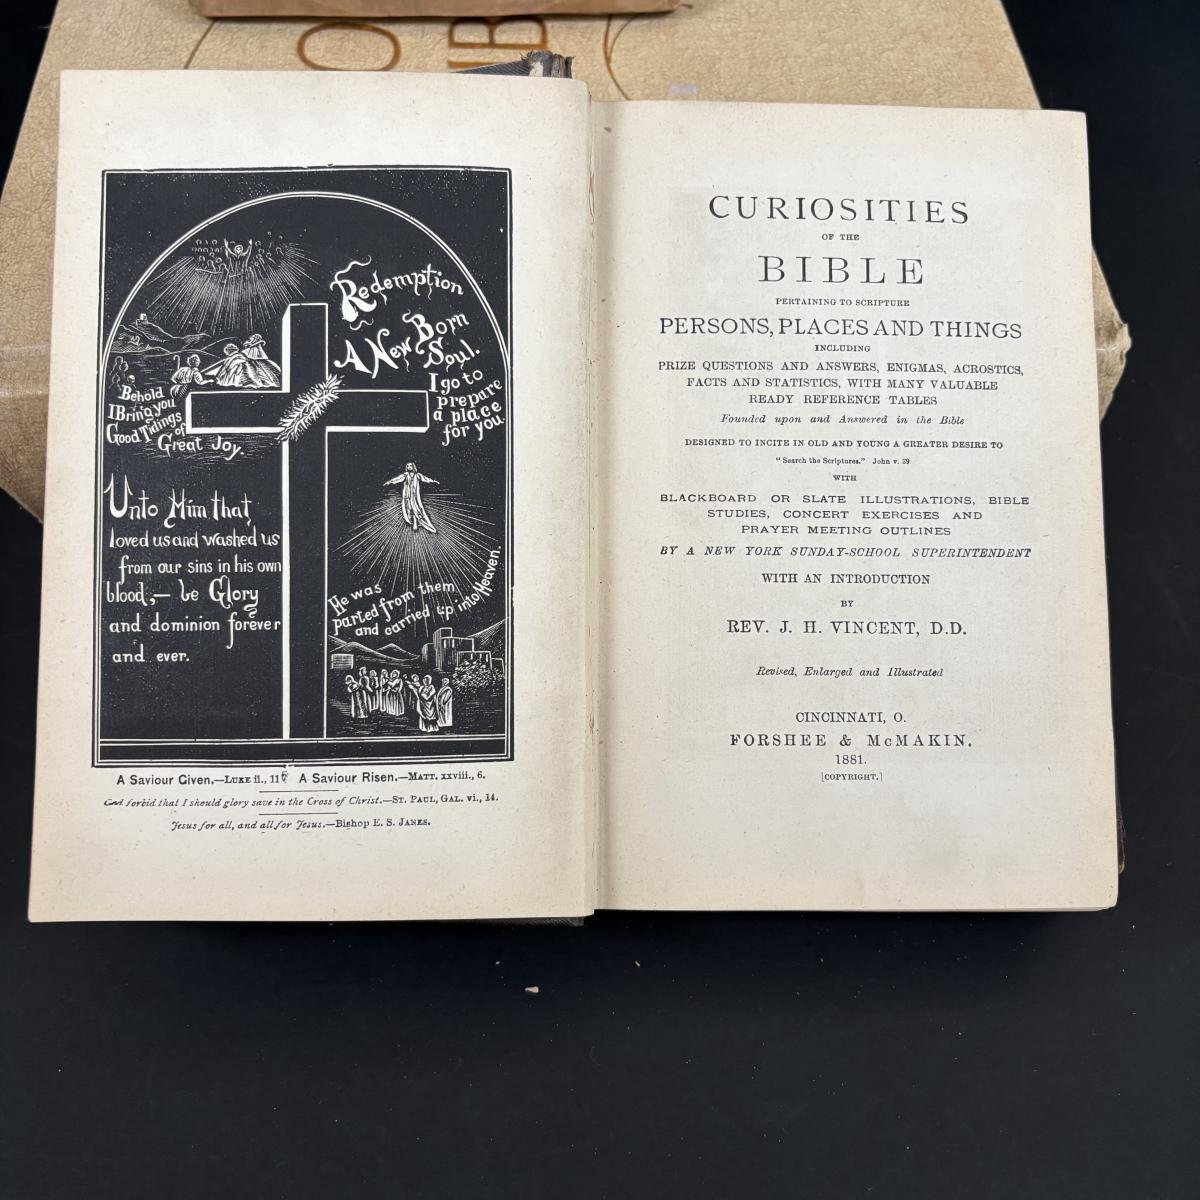 Redemption
A New Born
Soul.
I go to
prepare
a place
for you
Behold
I Bring you
Good Tidings
of
Great Joy.
Unto Him that
loved us and washed us
from our sins in his own
blood,— be Glory
and dominion forever
and ever.
He was
parted from them
and carried up into Heaven.
A Saviour Given.—LUKE ii., 11 A Saviour Risen.—MATT. xxviii., 6.
God forbid that I should glory save in the Cross of Christ.—ST. PAUL, GAL. vi., 14.
Jesus for all, and all for Jesus.—Bishop E. S. JANES.
CURIOSITIES
OF THE
BIBLE
PERTAINING TO SCRIPTURE
PERSONS, PLACES AND THINGS
INCLUDING
PRIZE QUESTIONS AND ANSWERS, ENIGMAS, ACROSTICS,
FACTS AND STATISTICS, WITH MANY VALUABLE
READY REFERENCE TABLES
Founded upon and Answered in the Bible
DESIGNED TO INCITE IN OLD AND YOUNG A GREATER DESIRE TO
"Search the Scriptures." John v. 39
WITH
BLACKBOARD OR SLATE ILLUSTRATIONS, BIBLE
STUDIES, CONCERT EXERCISES AND
PRAYER MEETING OUTLINES
BY A NEW YORK SUNDAY-SCHOOL SUPERINTENDENT
WITH AN INTRODUCTION
BY
REV. J. H. VINCENT, D.D.
Revised, Enlarged and Illustrated
CINCINNATI, O.
FORSHEE & McMAKIN.
1881.
[COPYRIGHT.]